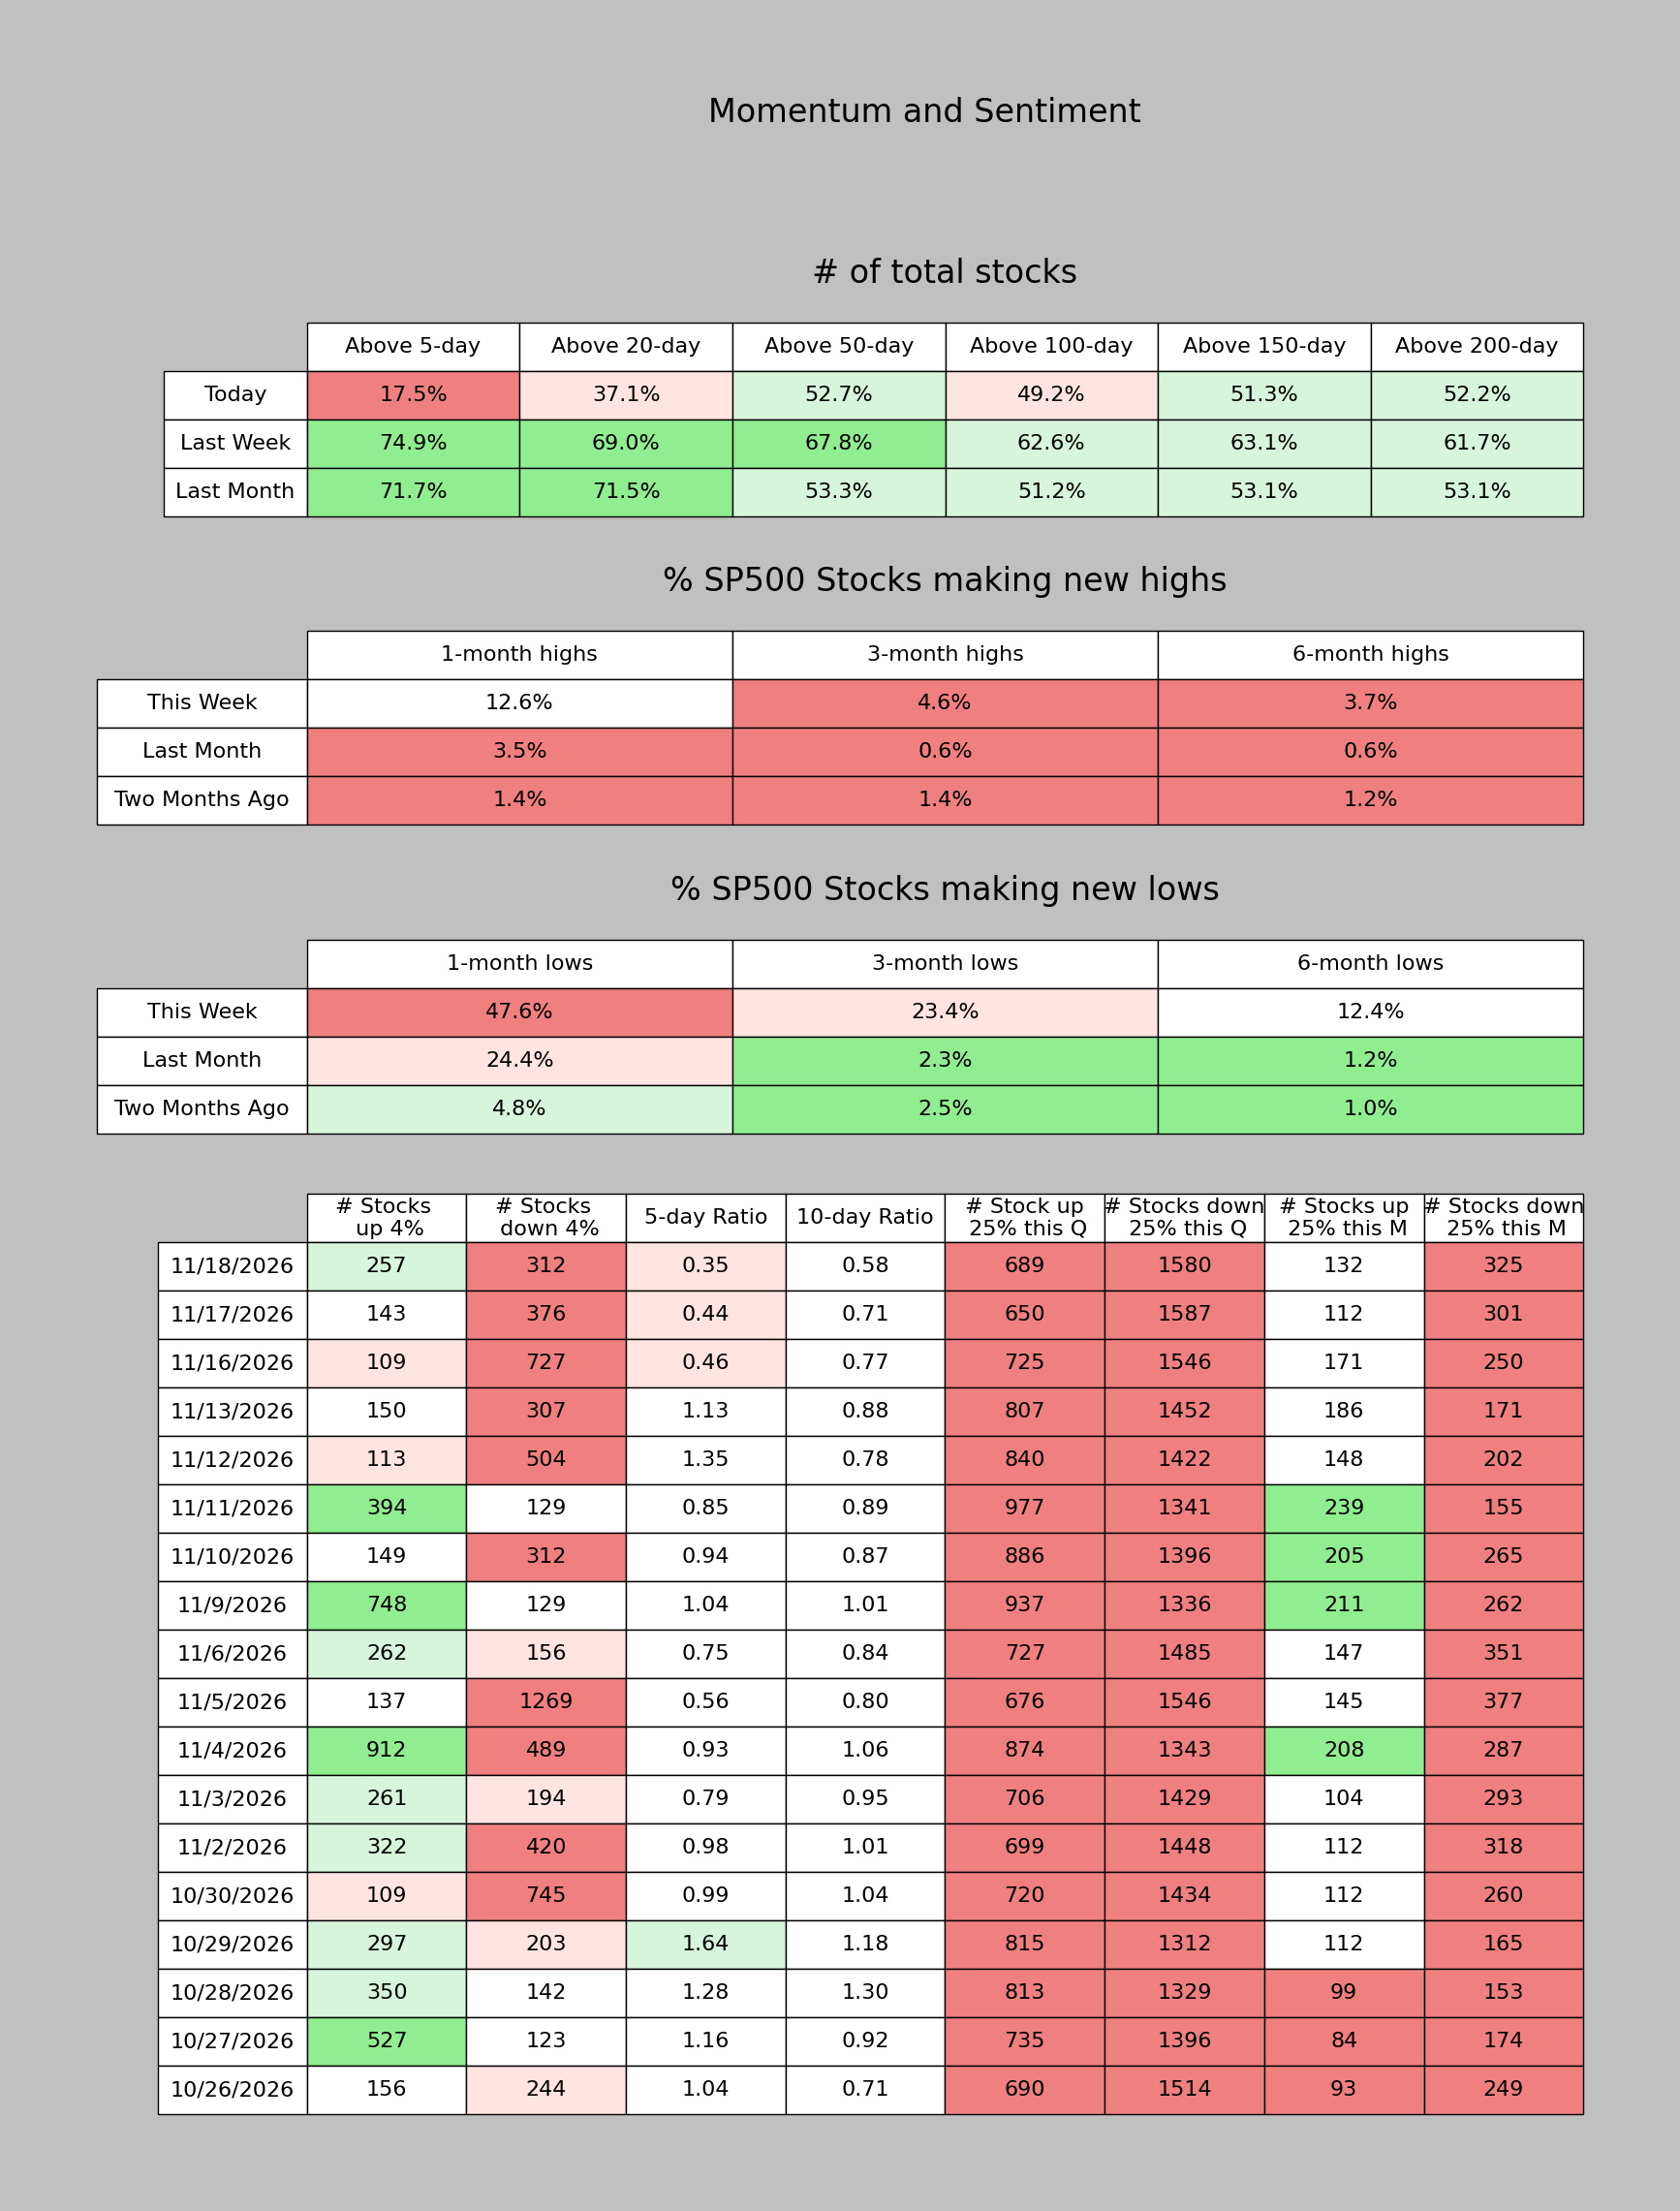 Momentum and Sentiment
# of total stocks
Above 5-day Above 20-day Above 50-day Above 100-day Above 150-day Above 200-day
Today 17.5% 37.1% 52.7% 49.2% 51.3% 52.2%
Last Week 74.9% 69.0% 67.8% 62.6% 63.1% 61.7%
Last Month 71.7% 71.5% 53.3% 51.2% 53.1% 53.1%
% SP500 Stocks making new highs
1-month highs 3-month highs 6-month highs
This Week 12.6% 4.6% 3.7%
Last Month 3.5% 0.6% 0.6%
Two Months Ago 1.4% 1.4% 1.2%
% SP500 Stocks making new lows
1-month lows 3-month lows 6-month lows
This Week 47.6% 23.4% 12.4%
Last Month 24.4% 2.3% 1.2%
Two Months Ago 4.8% 2.5% 1.0%
# Stocks # Stocks 5-day Ratio 10-day Ratio # Stock up # Stocks down # Stocks up # Stocks down
up 4% down 4% 25% this Q 25% this Q 25% this M 25% this M
11/18/2026 257 312 0.35 0.58 689 1580 132 325
11/17/2026 143 376 0.44 0.71 650 1587 112 301
11/16/2026 109 727 0.46 0.77 725 1546 171 250
11/13/2026 150 307 1.13 0.88 807 1452 186 171
11/12/2026 113 504 1.35 0.78 840 1422 148 202
11/11/2026 394 129 0.85 0.89 977 1341 239 155
11/10/2026 149 312 0.94 0.87 886 1396 205 265
11/9/2026 748 129 1.04 1.01 937 1336 211 262
11/6/2026 262 156 0.75 0.84 727 1485 147 351
11/5/2026 137 1269 0.56 0.80 676 1546 145 377
11/4/2026 912 489 0.93 1.06 874 1343 208 287
11/3/2026 261 194 0.79 0.95 706 1429 104 293
11/2/2026 322 420 0.98 1.01 699 1448 112 318
10/30/2026 109 745 0.99 1.04 720 1434 112 260
10/29/2026 297 203 1.64 1.18 815 1312 112 165
10/28/2026 350 142 1.28 1.30 813 1329 99 153
10/27/2026 527 123 1.16 0.92 735 1396 84 174
10/26/2026 156 244 1.04 0.71 690 1514 93 249